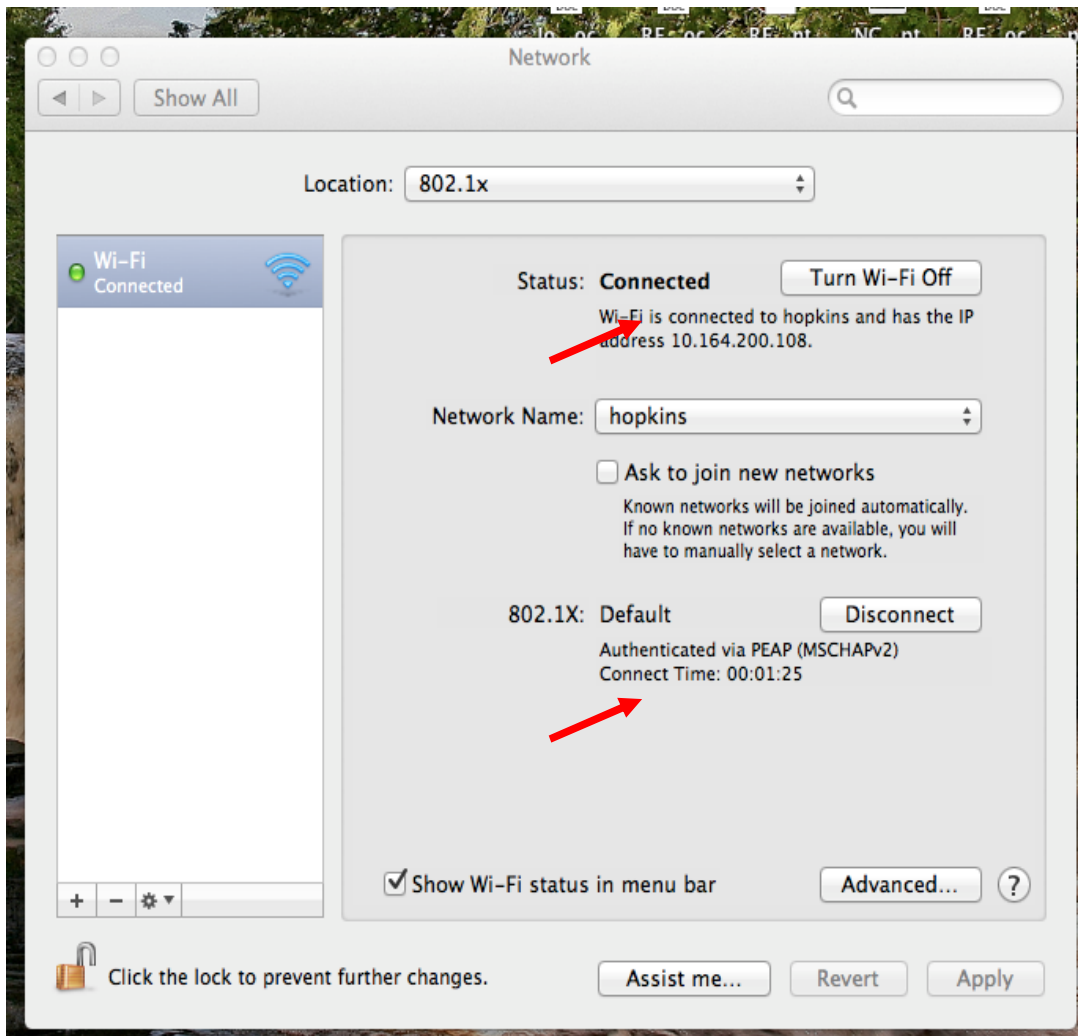 Network
Show All
Location: 802.1x
Wi-Fi
Connected
Status: Connected Turn Wi-Fi Off
Wi-Fi is connected to hopkins and has the IP
address 10.164.200.108.
Network Name: hopkins
Ask to join new networks
Known networks will be joined automatically.
If no known networks are available, you will
have to manually select a network.
802.1X: Default Disconnect
Authenticated via PEAP (MSCHAPv2)
Connect Time: 00:01:25
Show Wi-Fi status in menu bar Advanced... ?
Click the lock to prevent further changes. Assist me... Revert Apply